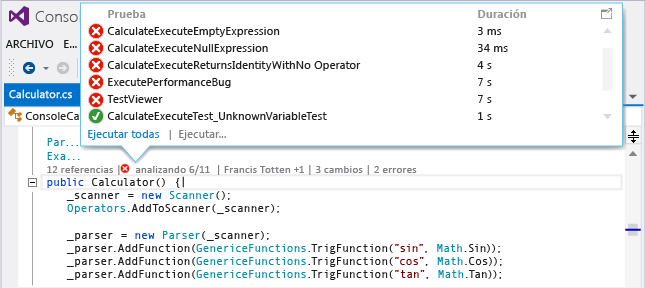 Conso
ARCHIVO E...
Prueba Duración
CalculateExecuteEmptyExpression 3 ms
CalculateExecuteNullExpression 34 ms
CalculateExecuteReturnsIdentityWithNo Operator 4 s
ExecutePerformanceBug 7 s
TestViewer 7 s
CalculateExecuteTest_UnknownVariableTest 1 s
Ejecutar todas | Ejecutar...
Calculator.cs
ConsoleCa
Par...
Exa...
12 referencias | analizando 6/11 | Francis Totten +1 | 3 cambios | 2 errores
public Calculator() {
_scanner = new Scanner();
Operators.AddToScanner(_scanner);
_parser = new Parser(_scanner);
_parser.AddFunction(GenericeFunctions.TrigFunction("sin", Math.Sin));
_parser.AddFunction(GenericeFunctions.TrigFunction("cos", Math.Cos));
_parser.AddFunction(GenericeFunctions.TrigFunction("tan", Math.Tan));